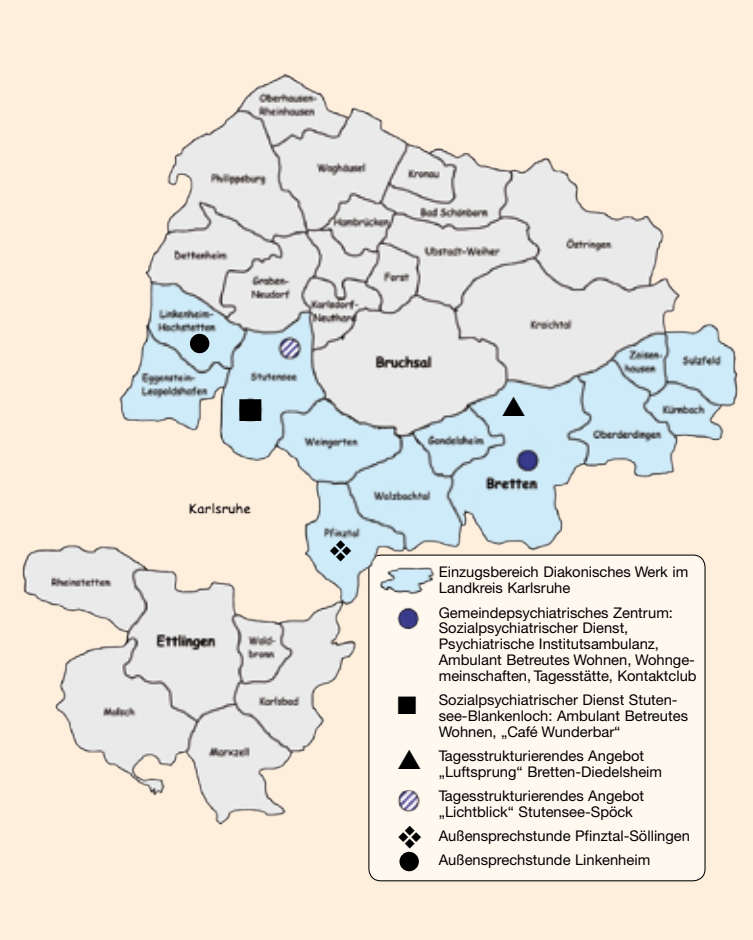 Oberhausen-
Rheinhausen
Philippsburg
Waghäusel
Kronau
Bad Schönborn
Hambrücken
Dettenheim
Ubstadt-Weiher
Östringen
Graben-
Neudorf
Forst
Karlsdorf-
Neuthard
Linkenheim-
Hochstetten
Kraichtal
Bruchsal
Stutensee
Eggenstein-
Leopoldshafen
Zaisen-
hausen
Sulzfeld
Kürnbach
Weingarten
Gondelsheim
Oberderdingen
Bretten
Walzbachtal
Karlsruhe
Pfinztal
Rheinstetten
Ettlingen
Wald-
bronn
Karlsbad
Malsch
Marxzell
Einzugsbereich Diakonisches Werk im
Landkreis Karlsruhe
Gemeindepsychiatrisches Zentrum:
Sozialpsychiatrischer Dienst,
Psychiatrische Institutsambulanz,
Ambulant Betreutes Wohnen, Wohnge-
meinschaften, Tagesstätte, Kontaktclub
Sozialpsychiatrischer Dienst Stuten-
see-Blankenloch: Ambulant Betreutes
Wohnen, „Café Wunderbar“
Tagesstrukturierendes Angebot
„Luftsprung“ Bretten-Diedelsheim
Tagesstrukturierendes Angebot
„Lichtblick“ Stutensee-Spöck
Außensprechstunde Pfinztal-Söllingen
Außensprechstunde Linkenheim